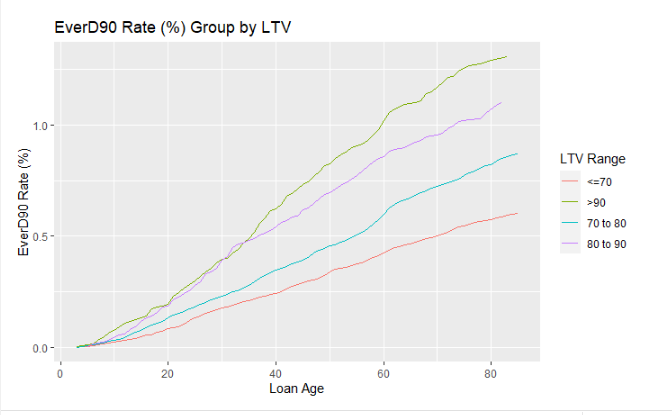 EverD90 Rate (%) Group by LTV
EverD90 Rate (%)
1.0
0.5
0.0
0 20 40 60 80
Loan Age
LTV Range
<=70
>90
70 to 80
80 to 90